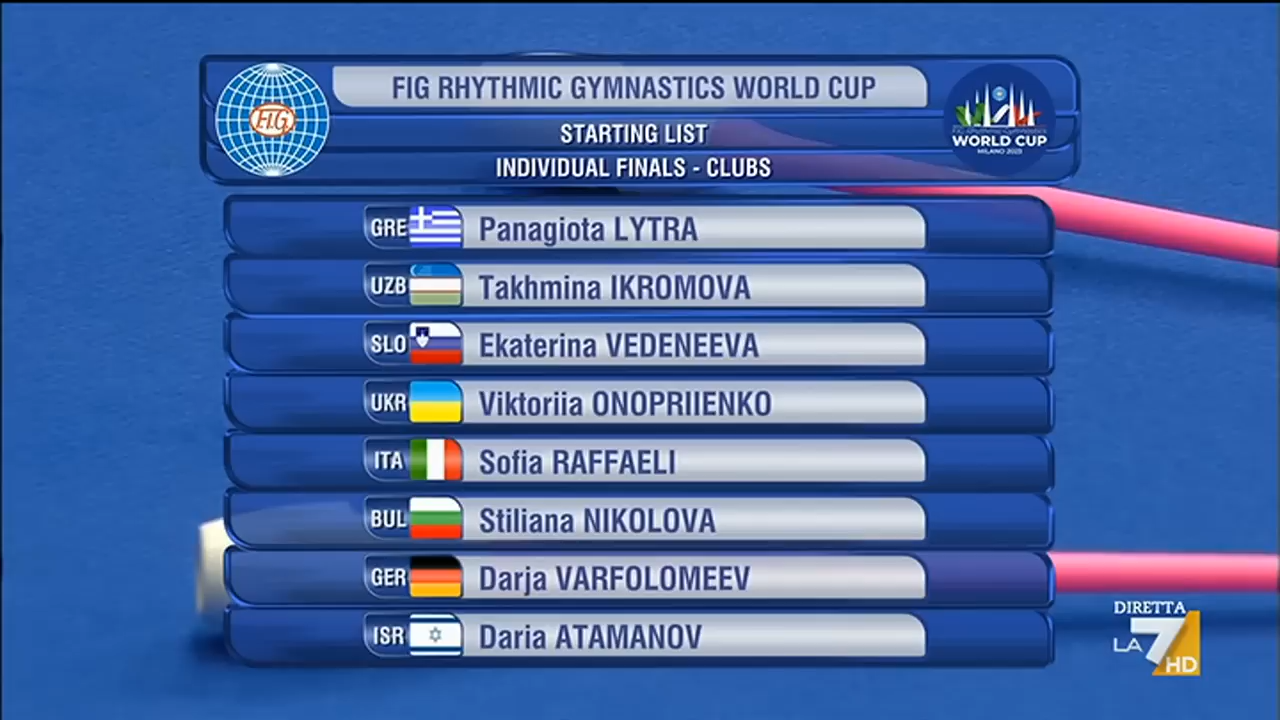 FIG RHYTHMIC GYMNASTICS WORLD CUP
F.I.G.
STARTING LIST
INDIVIDUAL FINALS - CLUBS
FIG RHYTHMIC GYMNASTICS
WORLD CUP
MILANO 2023
GRE Panagiota LYTRA
UZB Takhmina IKROMOVA
SLO Ekaterina VEDENEEVA
UKR Viktoriia ONOPRIIENKO
ITA Sofia RAFFAELI
BUL Stiliana NIKOLOVA
GER Darja VARFOLOMEEV
ISR Daria ATAMANOV
DIRETTA
LA 7 HD